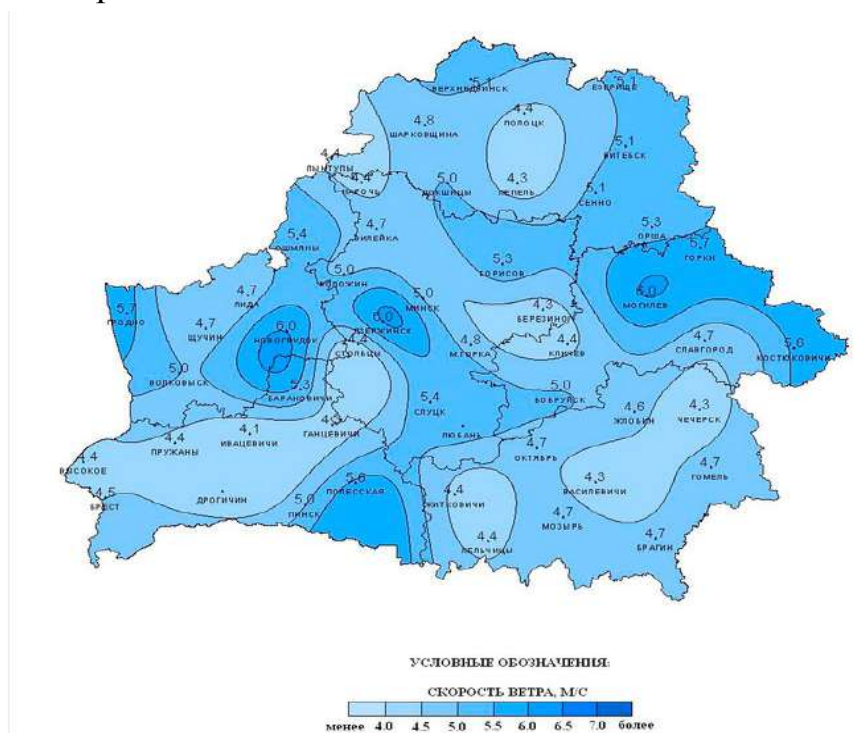 5,1
ВЕРХНЕДВИНСК
5,1
ЕЗЕРИЩЕ
4,8
ШАРКОВЩИНА
4,4
ПОЛОЦК
5,1
ВИТЕБСК
4,4
ЛЫНТУПЫ
4,4
НАРОЧЬ
5,0
ДОКШИЦЫ
4,3
ЛЕПЕЛЬ
5,1
СЕННО
5,3
ОРША
5,4
ОШМЯНЫ
4,7
ВИЛЕЙКА
5,3
БОРИСОВ
5,7
ГОРКИ
5,0
ВОЛОЖИН
5,0
МИНСК
МОГИЛЕВ
5,7
ГРОДНО
4,7
ЛИДА
4,7
ЩУЧИН
6,0
НОВОГРУДОК
6,0
ДЗЕРЖИНСК
4,3
БЕРЕЗИНО
4,4
СТОЛБЦЫ
4,8
М.ГОРКА
4,4
КЛИЧЕВ
4,7
СЛАВГОРОД
5,6
КОСТЮКОВИЧИ
5,0
ВОЛКОВЫСК
5,3
БАРАНОВИЧИ
5,4
СЛУЦК
5,0
БОБРУЙСК
4,6
ЖЛОБИН
4,3
ЧЕЧЕРСК
4,4
ПРУЖАНЫ
4,1
ИВАЦЕВИЧИ
ГАНЦЕВИЧИ
ЛЮБАНЬ
4,7
ОКТЯБРЬ
4,4
ВЫСОКОЕ
4,5
БРЕСТ
ДРОГИЧИН
5,0
ПИНСК
5,6
ПОЛЕССКАЯ
4,4
ЖИТКОВИЧИ
4,3
ВАСИЛЕВИЧИ
4,7
ГОМЕЛЬ
4,4
ЛЕЛЬЧИЦЫ
4,7
МОЗЫРЬ
4,7
БРАГИН
УСЛОВНЫЕ ОБОЗНАЧЕНИЯ:
СКОРОСТЬ ВЕТРА, М/С
менее 4.0 4.5 5.0 5.5 6.0 6.5 7.0 более